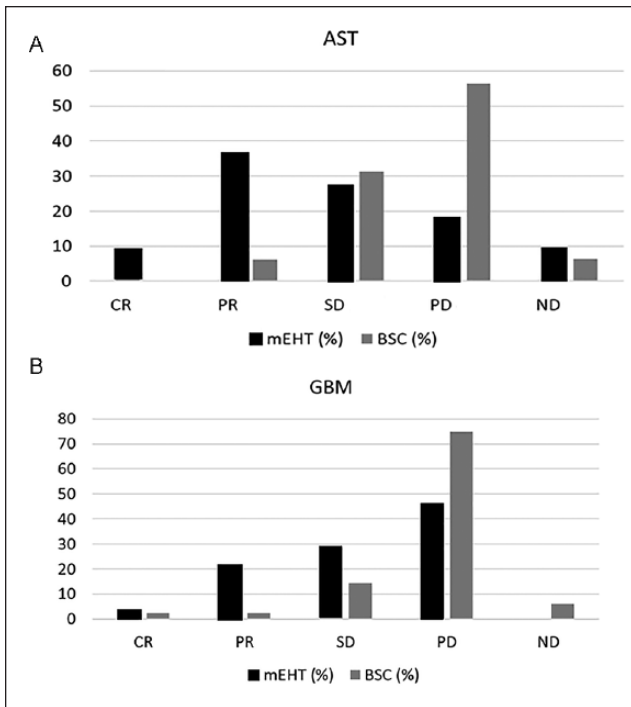 A
AST
60
50
40
30
20
10
0
CR PR SD PD ND
mEHT (%) BSC (%)
B
GBM
80
70
60
50
40
30
20
10
0
CR PR SD PD ND
mEHT (%) BSC (%)